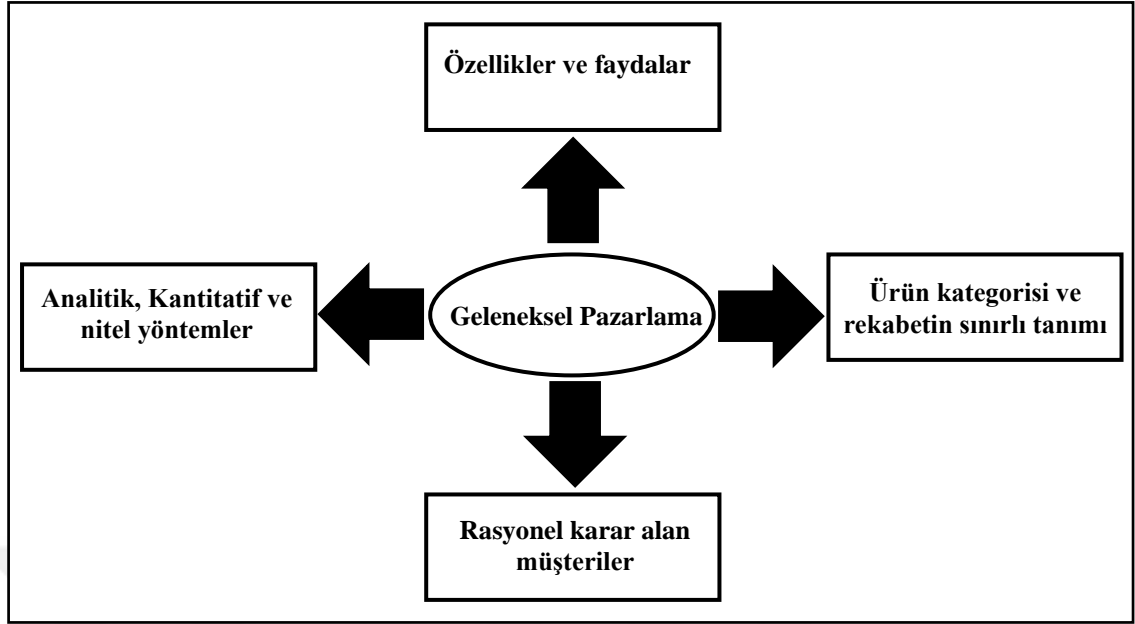 Özellikler ve faydalar
Analitik, Kantitatif ve
nitel yöntemler
Geleneksel Pazarlama
Ürün kategorisi ve
rekabetin sınırlı tanımı
Rasyonel karar alan
müşteriler